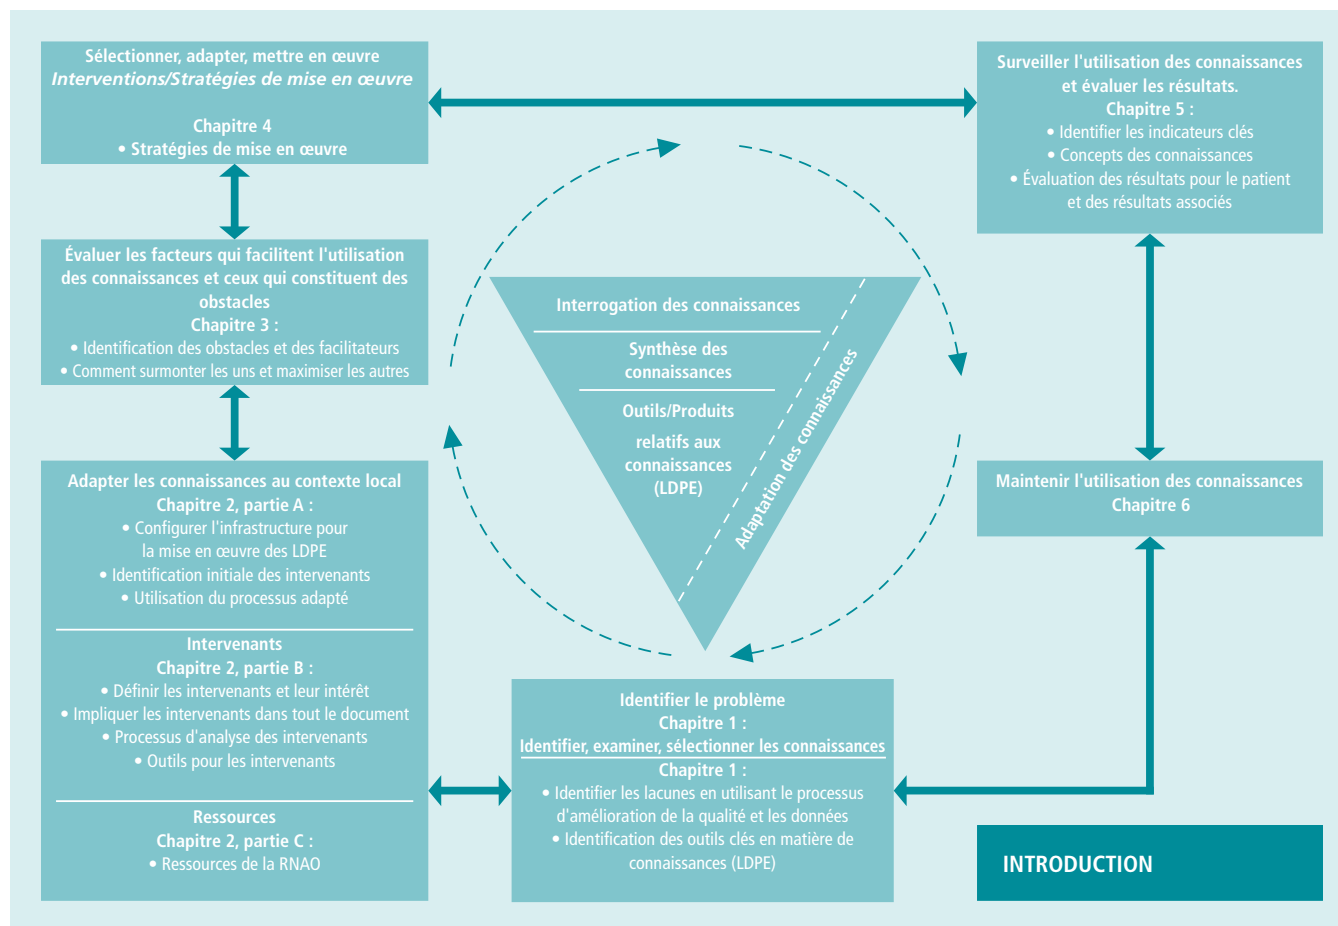 Sélectionner, adapter, mettre en œuvre
Interventions/Stratégies de mise en œuvre
Chapitre 4
• Stratégies de mise en œuvre
Évaluer les facteurs qui facilitent l'utilisation
des connaissances et ceux qui constituent des
obstacles
Chapitre 3 :
• Identification des obstacles et des facilitateurs
• Comment surmonter les uns et maximiser les autres
Adapter les connaissances au contexte local
Chapitre 2, partie A :
• Configurer l'infrastructure pour
la mise en œuvre des LDPE
• Identification initiale des intervenants
• Utilisation du processus adapté
Intervenants
Chapitre 2, partie B :
• Définir les intervenants et leur intérêt
• Impliquer les intervenants dans tout le document
• Processus d'analyse des intervenants
• Outils pour les intervenants
Ressources
Chapitre 2, partie C :
• Ressources de la RNAO
Interrogation des connaissances
Synthèse des
connaissances
Outils/Produits
relatifs aux
connaissances
(LDPE)
Adaptation des connaissances
Identifier le problème
Chapitre 1 :
Identifier, examiner, sélectionner les connaissances
Chapitre 1 :
• Identifier les lacunes en utilisant le processus
d'amélioration de la qualité et les données
• Identification des outils clés en matière de
connaissances (LDPE)
Surveiller l'utilisation des connaissances
et évaluer les résultats.
Chapitre 5 :
• Identifier les indicateurs clés
• Concepts des connaissances
• Évaluation des résultats pour le patient
et des résultats associés
Maintenir l'utilisation des connaissances
Chapitre 6
INTRODUCTION